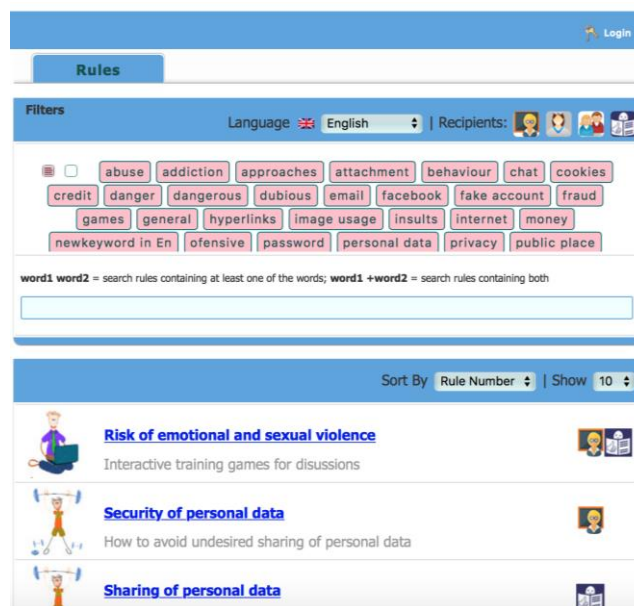 Login
Rules
Filters
Language English | Recipients:
abuse addiction approaches attachment behaviour chat cookies
credit danger dangerous dubious email facebook fake account fraud
games general hyperlinks image usage insults internet money
newkeyword in En ofensive password personal data privacy public place
word1 word2 = search rules containing at least one of the words; word1 +word2 = search rules containing both
Sort By Rule Number | Show 10
Risk of emotional and sexual violence
Interactive training games for disussions
Security of personal data
How to avoid undesired sharing of personal data
Sharing of personal data